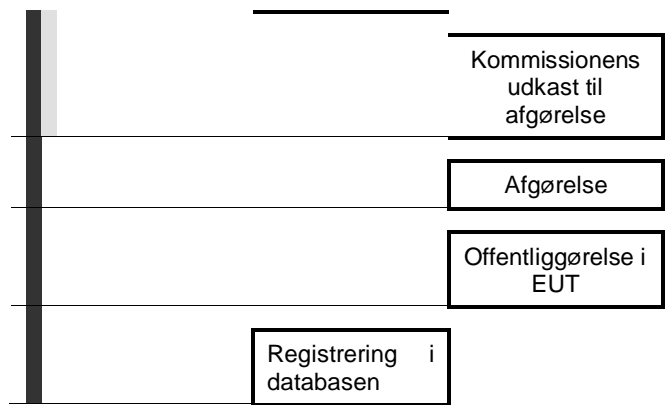 Kommissionens
udkast til
afgørelse
Afgørelse
Offentliggørelse i
EUT
Registrering i
databasen